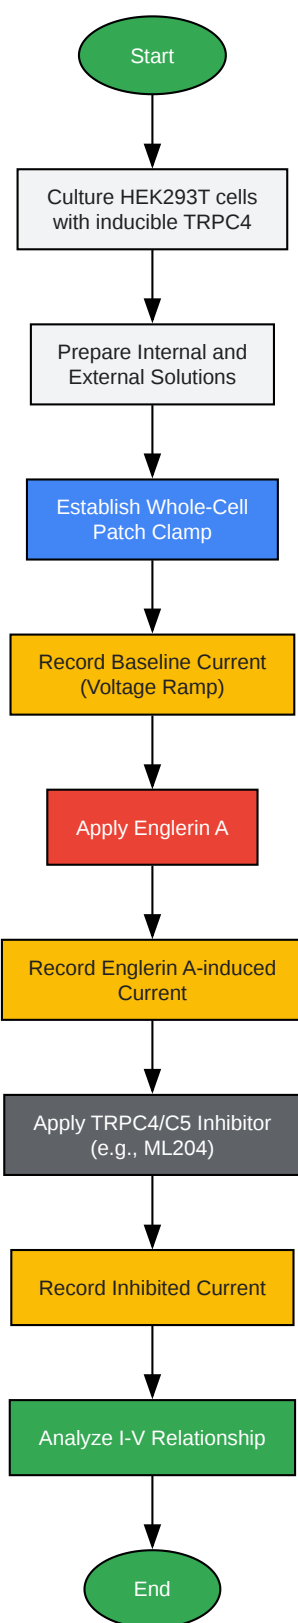 Start
Culture HEK293T cells
with inducible TRPC4
Prepare Internal and
External Solutions
Establish Whole-Cell
Patch Clamp
Record Baseline Current
(Voltage Ramp)
Apply Englerin A
Record Englerin A-induced
Current
Apply TRPC4/C5 Inhibitor
(e.g., ML204)
Record Inhibited Current
Analyze I-V Relationship
End